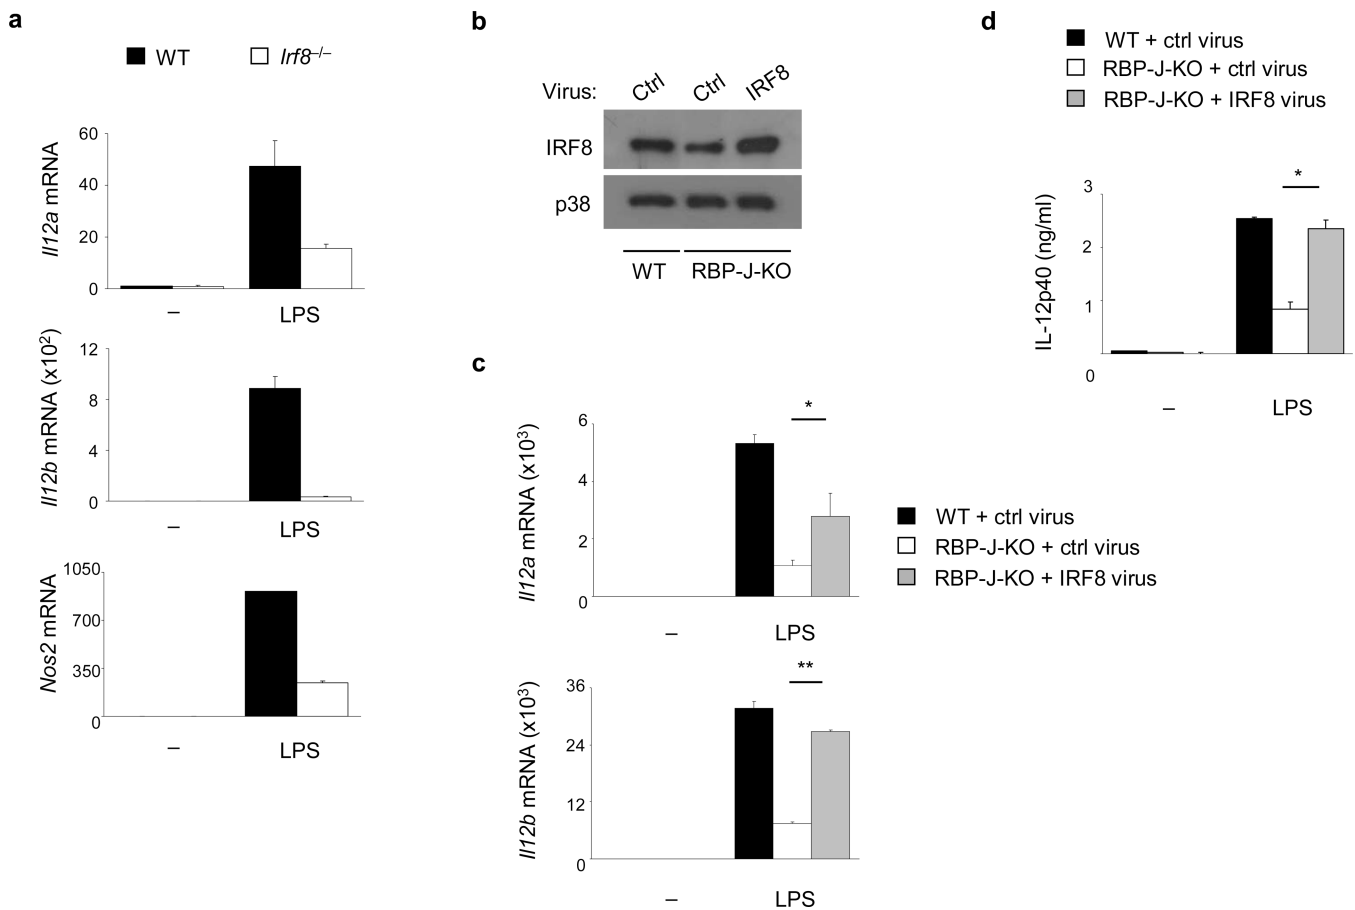 a
WT
Irf8–/–
Il12a mRNA
60
40
20
0
–
LPS
Il12b mRNA (x10²)
12
8
4
0
–
LPS
Nos2 mRNA
1050
700
350
0
–
LPS
b
Virus:
Ctrl
Ctrl
IRF8
IRF8
p38
WT
RBP-J-KO
c
Il12a mRNA (x10³)
6
4
2
0
*
–
LPS
WT + ctrl virus
RBP-J-KO + ctrl virus
RBP-J-KO + IRF8 virus
Il12b mRNA (x10³)
36
24
12
0
**
–
LPS
d
WT + ctrl virus
RBP-J-KO + ctrl virus
RBP-J-KO + IRF8 virus
IL-12p40 (ng/ml)
3
2
1
0
*
–
LPS